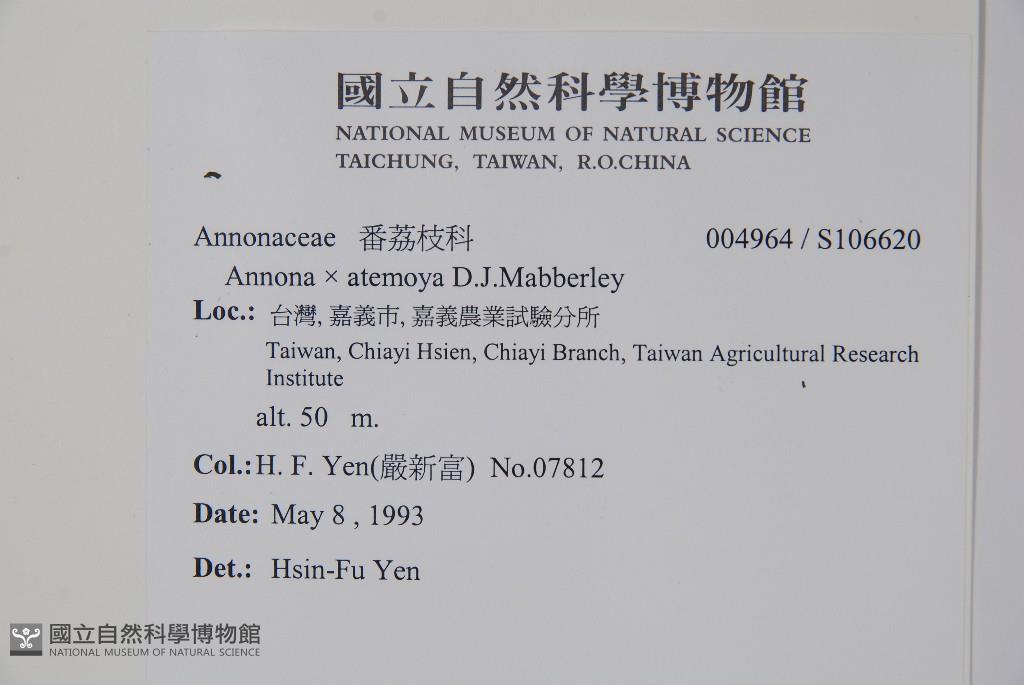 國立自然科學博物館
NATIONAL MUSEUM OF NATURAL SCIENCE
TAICHUNG, TAIWAN, R.O.CHINA
Annonaceae 番荔枝科 004964 / S106620
Annona × atemoya D.J.Mabberley
Loc.: 台灣, 嘉義市, 嘉義農業試驗分所
Taiwan, Chiayi Hsien, Chiayi Branch, Taiwan Agricultural Research
Institute
alt. 50 m.
Col.: H. F. Yen(嚴新富) No.07812
Date: May 8 , 1993
Det.: Hsin-Fu Yen
國立自然科學博物館
NATIONAL MUSEUM OF NATURAL SCIENCE